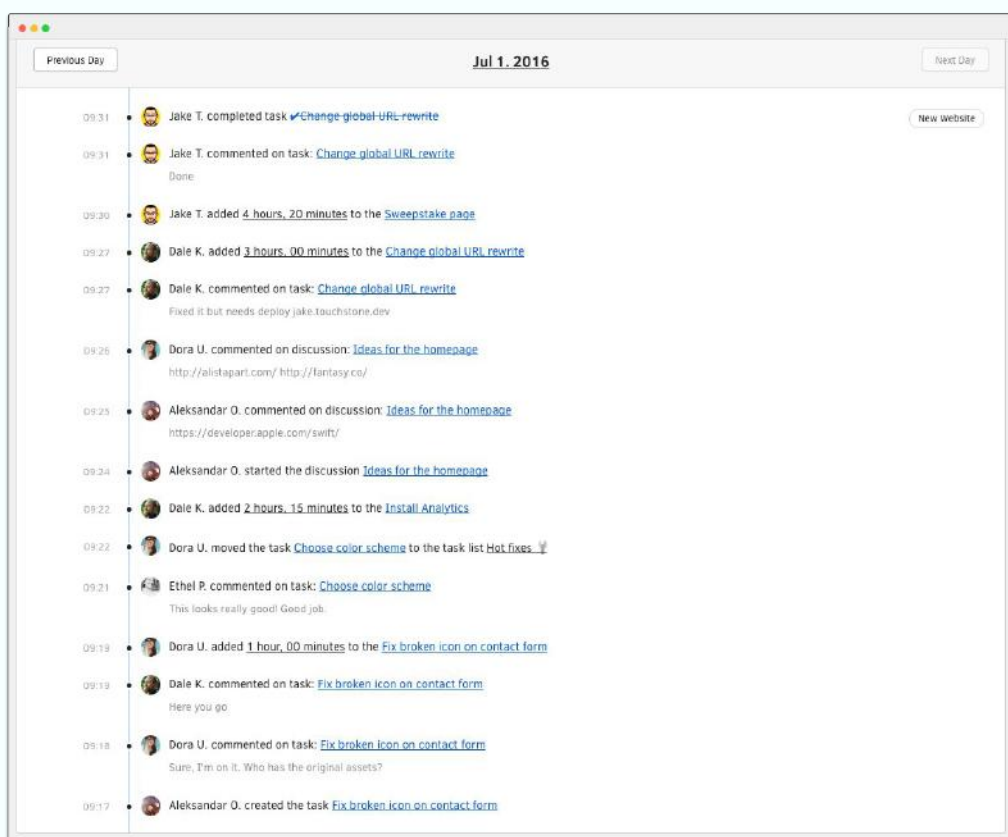 Previous Day
Jul 1. 2016
Next Day
09:31 Jake T. completed task ✔Change global URL rewrite New Website
09:31 Jake T. commented on task: Change global URL rewrite
Done
09:30 Jake T. added 4 hours, 20 minutes to the Sweepstake page
09:27 Dale K. added 3 hours, 00 minutes to the Change global URL rewrite
09:27 Dale K. commented on task: Change global URL rewrite
Fixed it but needs deploy jake.touchstone.dev
09:26 Dora U. commented on discussion: Ideas for the homepage
http://alistapart.com/ http://fantasy.co/
09:25 Aleksandar O. commented on discussion: Ideas for the homepage
https://developer.apple.com/swift/
09:24 Aleksandar O. started the discussion Ideas for the homepage
09:22 Dale K. added 2 hours, 15 minutes to the Install Analytics
09:22 Dora U. moved the task Choose color scheme to the task list Hot fixes
09:21 Ethel P. commented on task: Choose color scheme
This looks really good! Good job.
09:19 Dora U. added 1 hour, 00 minutes to the Fix broken icon on contact form
09:19 Dale K. commented on task: Fix broken icon on contact form
Here you go
09:18 Dora U. commented on task: Fix broken icon on contact form
Sure, I'm on it. Who has the original assets?
09:17 Aleksandar O. created the task Fix broken icon on contact form